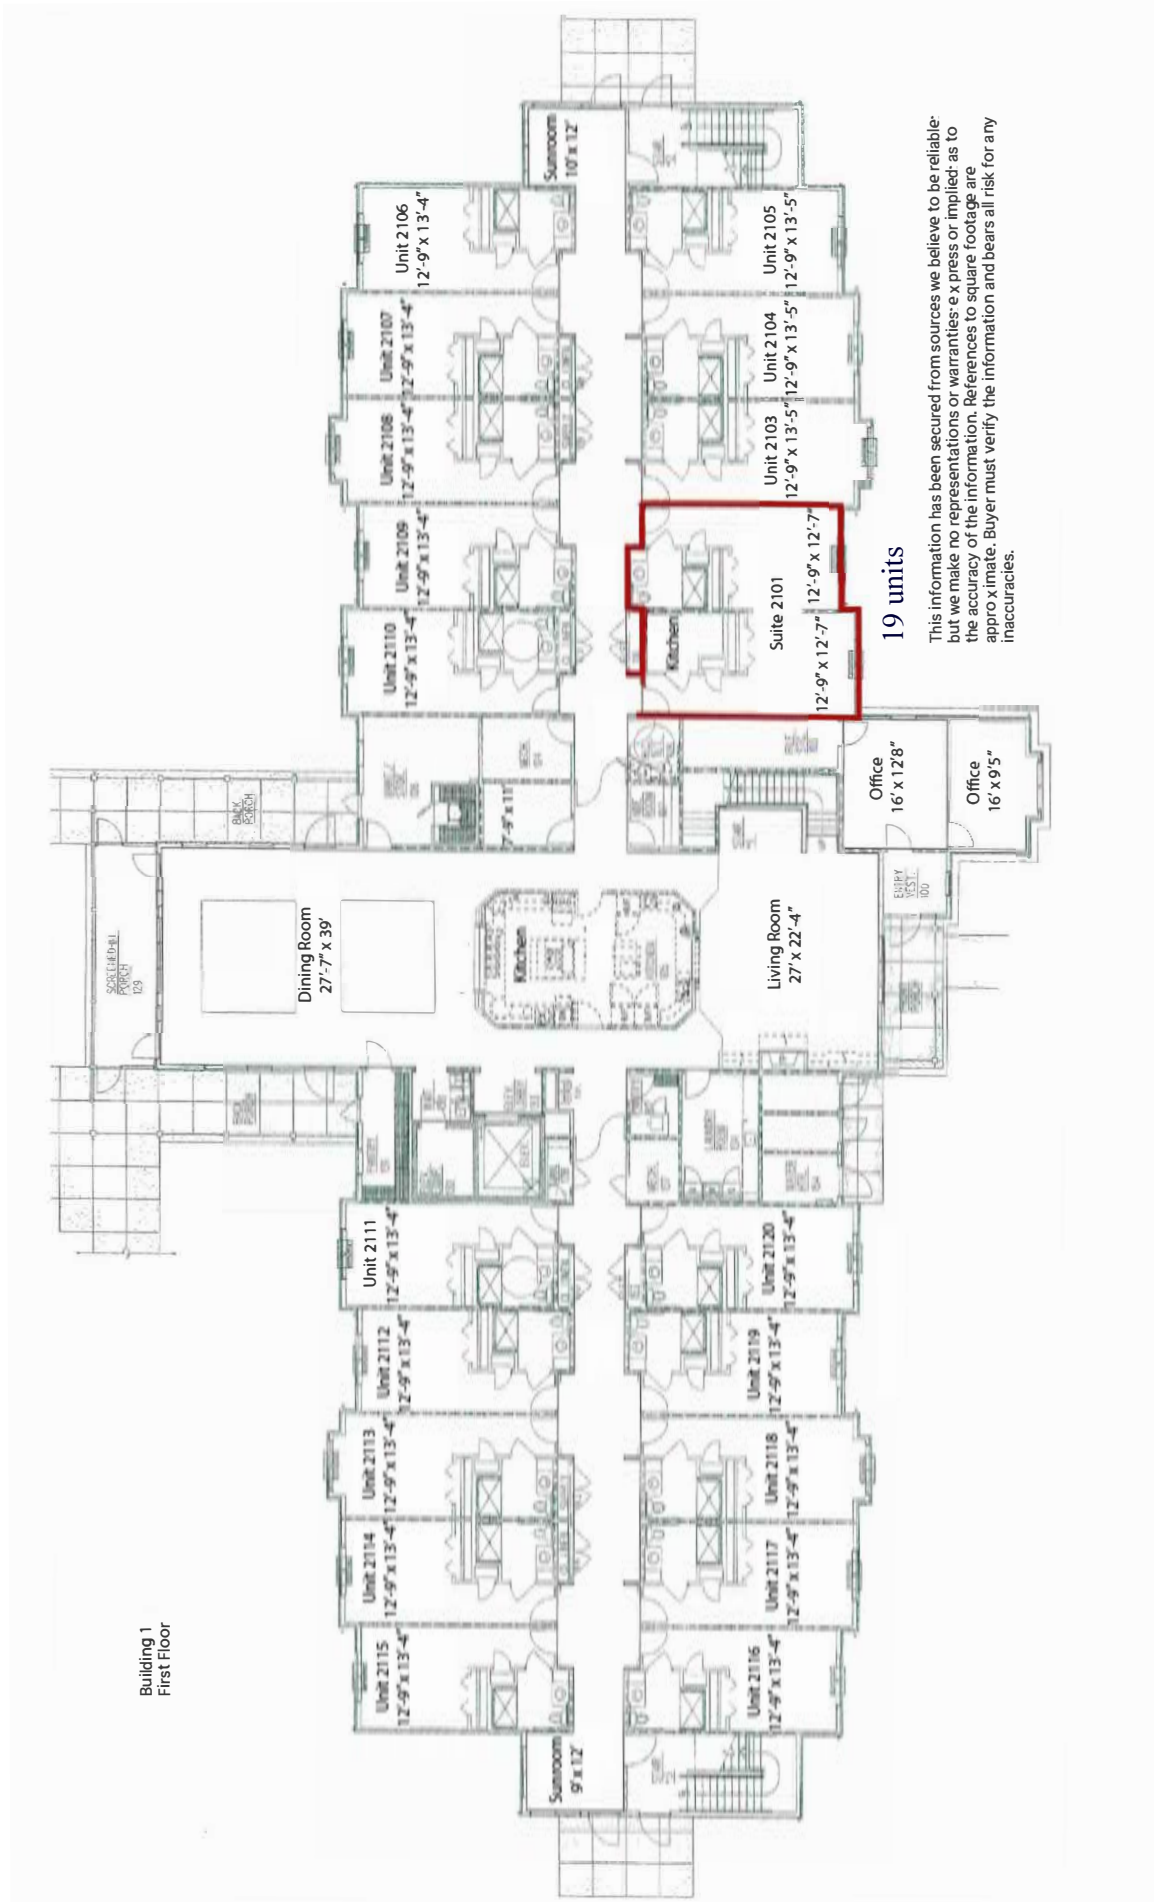 Building 1
First Floor
Sunroom
9' x 12'
Unit 2115
12'-9" x 13'-4"
Unit 2114
12'-9" x 13'-4"
Unit 2113
12'-9" x 13'-4"
Unit 2112
12'-9" x 13'-4"
Unit 2111
12'-9" x 13'-4"
Unit 2116
12'-9" x 13'-4"
Unit 2117
12'-9" x 13'-4"
Unit 2118
12'-9" x 13'-4"
Unit 2119
12'-9" x 13'-4"
Unit 2120
12'-9" x 13'-4"
SCREENED-IN
PORCH
129
BACK
PORCH
Dining Room
27'-7" x 39'
Kitchen
Living Room
27' x 22'-4"
7'-9" x 11'
MECH.
ELEV.
LAUNDRY
ENTRY
VEST.
100
Office
16' x 12'8"
Office
16' x 9'5"
Unit 2110
12'-9" x 13'-4"
Unit 2109
12'-9" x 13'-4"
Unit 2108
12'-9" x 13'-4"
Unit 2107
12'-9" x 13'-4"
Unit 2106
12'-9" x 13'-4"
Kitchen
Suite 2101
12'-9" x 12'-7"
12'-9" x 12'-7"
Unit 2103
12'-9" x 13'-5"
Unit 2104
12'-9" x 13'-5"
Unit 2105
12'-9" x 13'-5"
Sunroom
10' x 12'
19 units
This information has been secured from sources we believe to be reliable·
but we make no representations or warranties· e x press or implied· as to
the accuracy of the information. References to square footage are
appro x imate. Buyer must verify the information and bears all risk for any
inaccuracies.